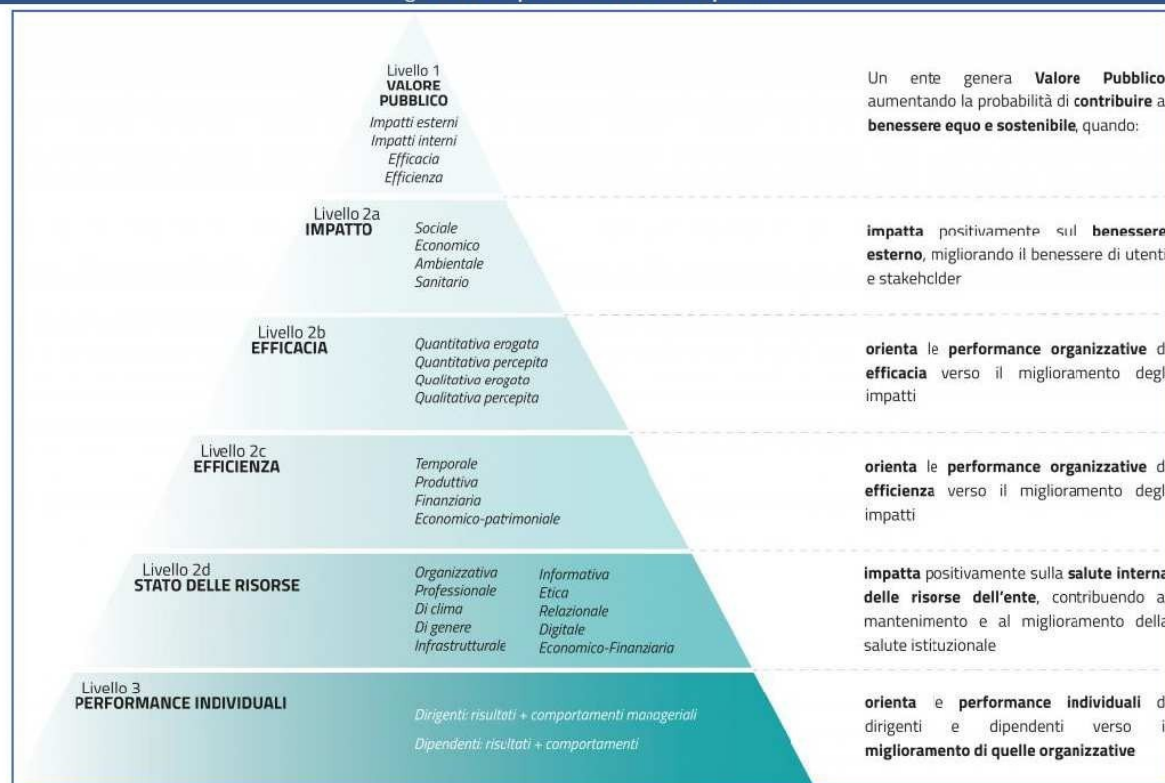 Livello 1
VALORE
PUBBLICO
Impatti esterni
Impatti interni
Efficacia
Efficienza
Un ente genera Valore Pubblico
aumentando la probabilità di contribuire a
benessere equo e sostenibile, quando:
Livello 2a
IMPATTO
Sociale
Economico
Ambientale
Sanitario
impatta positivamente sul benessere
esterno, migliorando il benessere di utenti
e stakeholder
Livello 2b
EFFICACIA
Quantitativa erogata
Quantitativa percepita
Qualitativa erogata
Qualitativa percepita
orienta le performance organizzative d
efficacia verso il miglioramento degl
impatti
Livello 2c
EFFICIENZA
Temporale
Produttiva
Finanziaria
Economico-patrimoniale
orienta le performance organizzative d
efficienza verso il miglioramento degl
impatti
Livello 2d
STATO DELLE RISORSE
Organizzativa
Professionale
Di clima
Di genere
Infrastrutturale
Informativa
Etica
Relazionale
Digitale
Economico-Finanziaria
impatta positivamente sulla salute interna
delle risorse dell'ente, contribuendo a
mantenimento e al miglioramento della
salute istituzionale
Livello 3
PERFORMANCE INDIVIDUALI
Dirigenti: risultati + comportamenti manageriali
Dipendenti: risultati + comportamenti
orienta e performance individuali d
dirigenti e dipendenti verso i
miglioramento di quelle organizzative